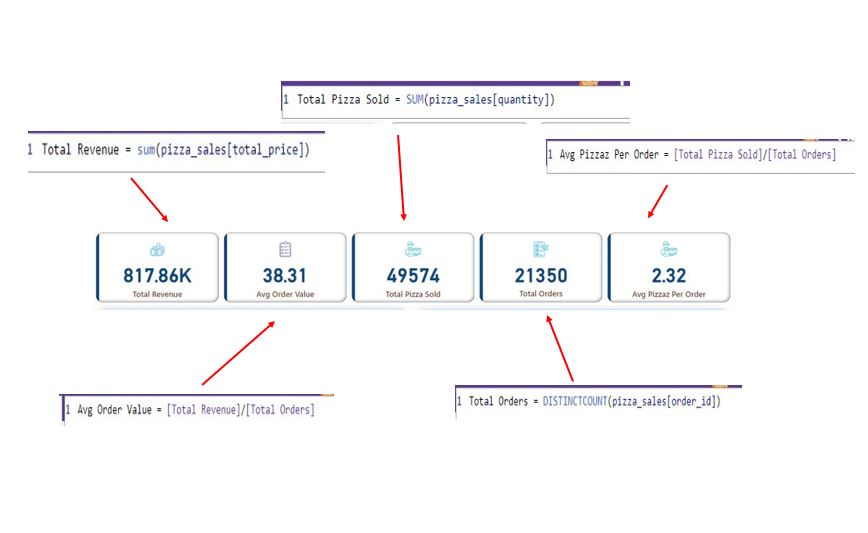 1 Total Pizza Sold = SUM(pizza_sales[quantity])
1 Total Revenue = sum(pizza_sales[total_price])
1 Avg Pizzaz Per Order = [Total Pizza Sold]/[Total Orders]
817.86K
Total Revenue
38.31
Avg Order Value
49574
Total Pizza Sold
21350
Total Orders
2.32
Avg Pizzaz Per Order
1 Avg Order Value = [Total Revenue]/[Total Orders]
1 Total Orders = DISTINCTCOUNT(pizza_sales[order_id])